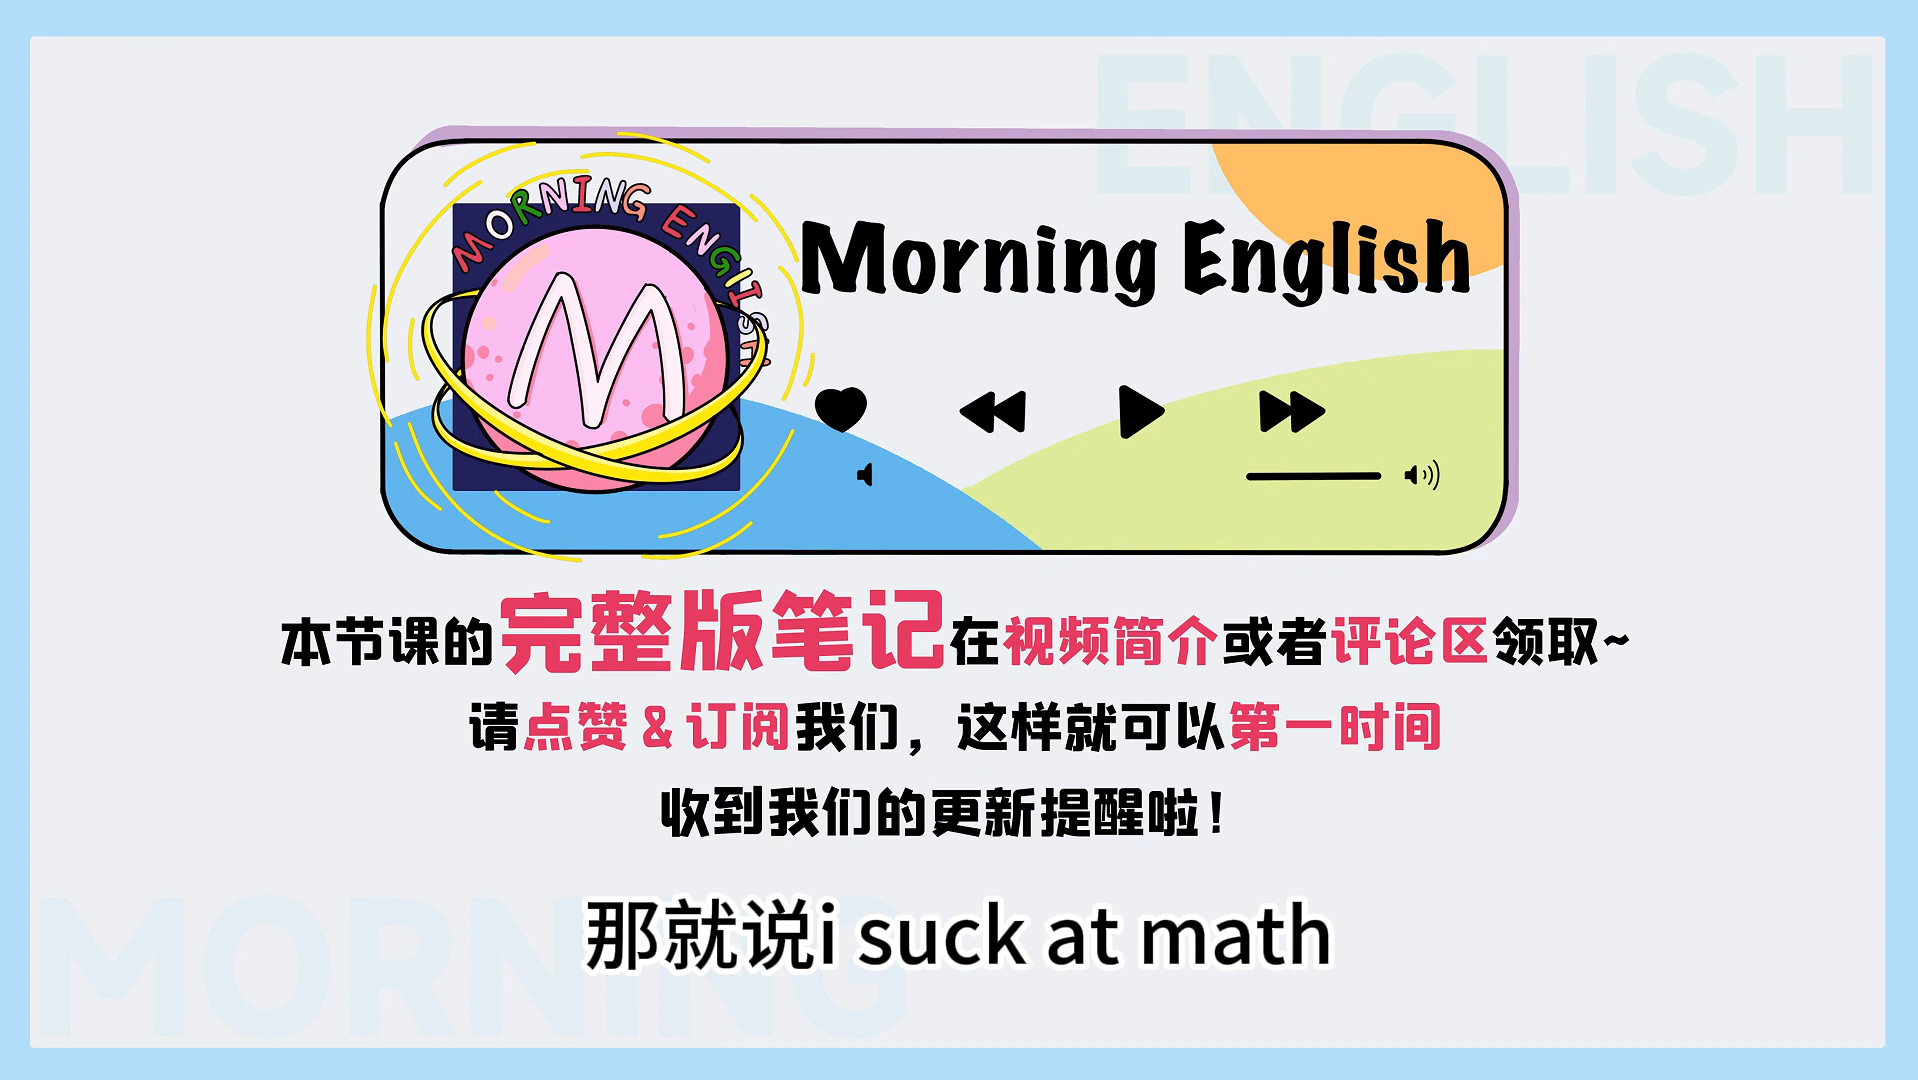 ENGLISH
MORNING ENGLISH
M
Morning English
本节课的完整版笔记在视频简介或者评论区领取~
请点赞&订阅我们，这样就可以第一时间
收到我们的更新提醒啦！
MORNING
那就说i suck at math